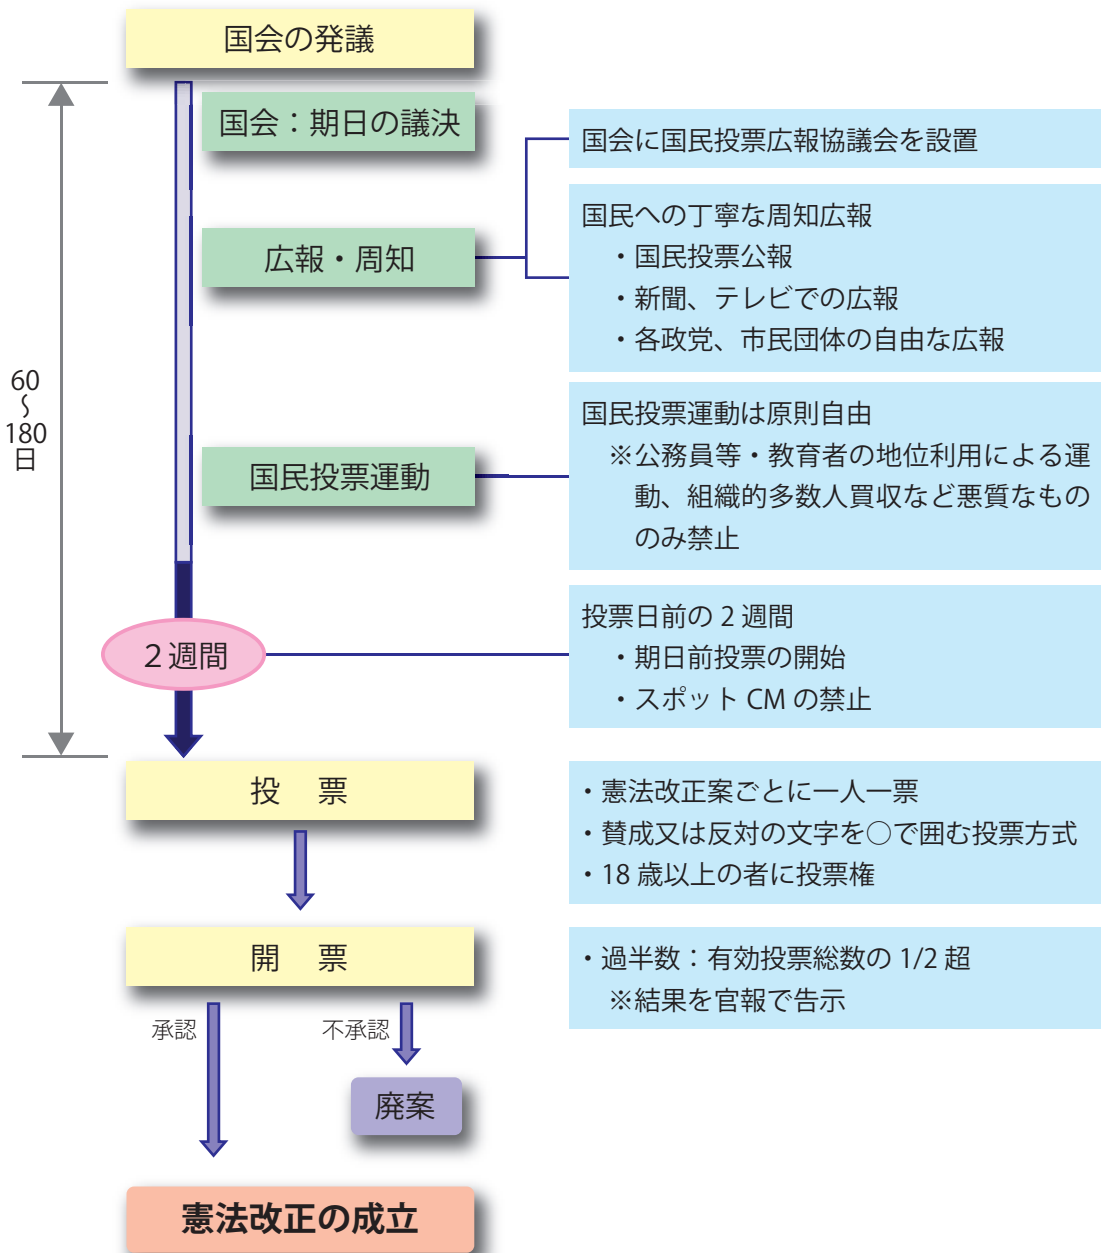 国会の発議
国会：期日の議決
国会に国民投票広報協議会を設置
広報・周知
国民への丁寧な周知広報
・国民投票公報
・新聞、テレビでの広報
・各政党、市民団体の自由な広報
60
〜
180
日
国民投票運動
国民投票運動は原則自由
※公務員等・教育者の地位利用による運
動、組織的多数人買収など悪質なもの
のみ禁止
２週間
投票日前の 2 週間
・期日前投票の開始
・スポット CM の禁止
投　票
・憲法改正案ごとに一人一票
・賛成又は反対の文字を○で囲む投票方式
・18 歳以上の者に投票権
開　票
・過半数：有効投票総数の 1/2 超
※結果を官報で告示
承認
不承認
廃案
憲法改正の成立